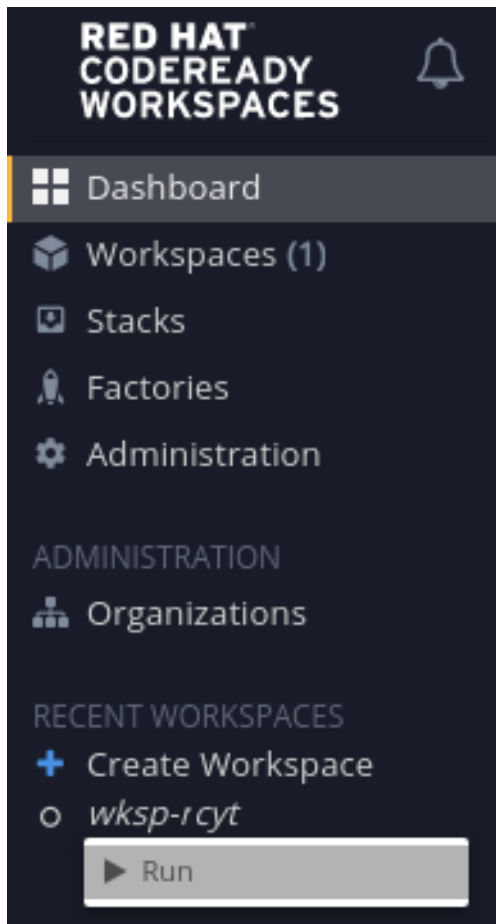 RED HAT
CODEREADY
WORKSPACES
Dashboard
Workspaces (1)
Stacks
Factories
Administration
ADMINISTRATION
Organizations
RECENT WORKSPACES
Create Workspace
wksp-rcyt
Run